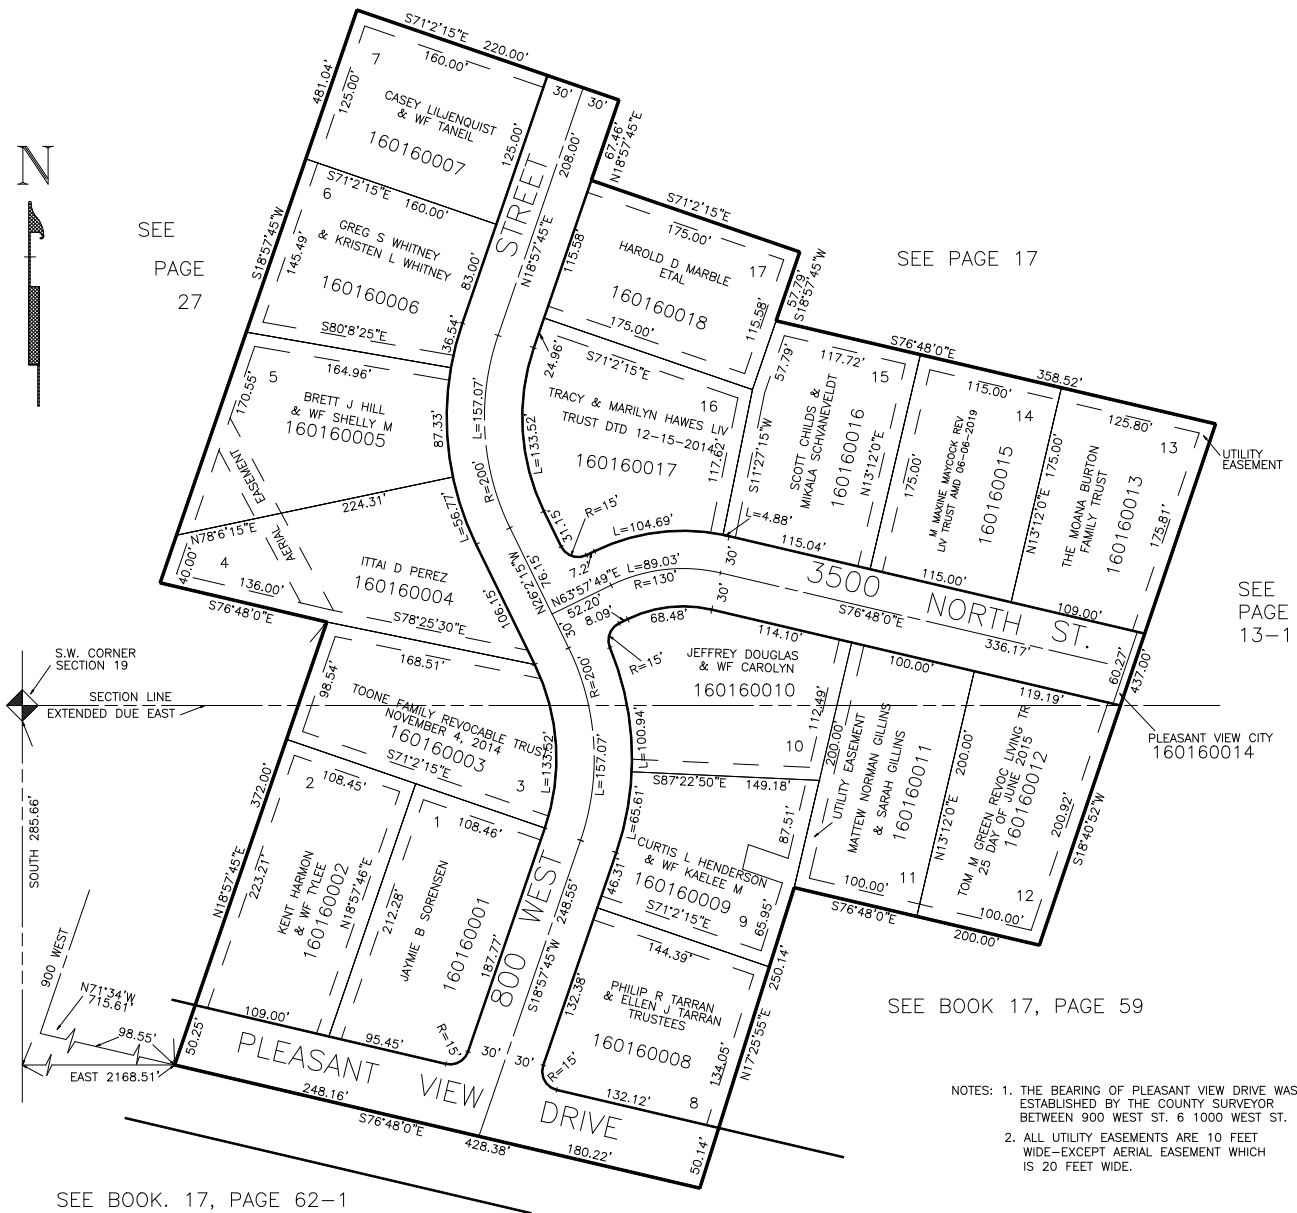 N
SEE
PAGE
27
SEE PAGE 17
SEE
PAGE
13-1
SEE BOOK 17, PAGE 59
SEE BOOK. 17, PAGE 62-1
S71°2'15"E
220.00'
481.04'
7
160.00'
125.00'
CASEY LILJENQUIST
& WF TANEIL
160160007
125.00'
30'
30'
208.00'
67.46'
N18°57'45"E
S71°2'15"E
160.00'
6
GREG S WHITNEY
& KRISTEN L WHITNEY
160160006
145.49'
S18°57'45"W
83.00'
36.54'
S80°8'25"E
STREET
N18°57'45"E
115.58'
S71°2'15"E
175.00'
17
HAROLD D MARBLE
ETAL
160160018
175.00'
115.58'
57.79'
S18°57'45"W
5
164.96'
BRETT J HILL
& WF SHELLY M
160160005
170.55'
87.33'
L=157.07'
R=200'
EASEMENT
AERIAL
224.31'
N78°6'15"E
24.96'
S71°2'15"E
16
TRACY & MARILYN HAWES LIV
TRUST DTD 12-15-2014
160160017
117.62'
L=133.52'
31.15'
R=15'
L=104.69'
57.79'
S11°27'15"W
S76°48'0"E
358.52'
117.72'
15
SCOTT CHILDS &
MIKALA SCHVANEVELDT
160160016
N13°12'0"E
L=4.88'
115.04'
115.00'
14
M MAXINE MAYCOCK REV
LIV TRUST AMD 06-06-2019
160160015
175.00'
175.00'
N13°12'0"E
115.00'
125.80'
13
THE MOANA BURTON
FAMILY TRUST
160160013
175.81'
109.00'
UTILITY
EASEMENT
4
40.00'
136.00'
ITTAI D PEREZ
160160004
L=56.77'
106.15'
S76°48'0"E
S78°25'30"E
N26°2'15"W
76.15'
7.2'
N63°57'49"E
L=89.03'
R=130'
52.20'
8.09'
30'
30'
30'
3500 NORTH ST.
S76°48'0"E
336.17'
60.27'
437.00'
S.W. CORNER
SECTION 19
SECTION LINE
EXTENDED DUE EAST
98.54'
168.51'
TOONE FAMILY REVOCABLE TRUST
NOVEMBER 4, 2014
160160003
S71°2'15"E
3
L=133.52'
R=200'
L=157.07'
R=15'
68.48'
114.10'
JEFFREY DOUGLAS
& WF CAROLYN
160160010
10
L=100.94'
112.49'
200.00'
UTILITY EASEMENT
S87°22'50"E
149.18'
100.00'
MATTEW NORMAN GILLINS
& SARAH GILLINS
160160011
200.00'
N13°12'0"E
100.00'
11
119.19'
TOM M GREEN REVOC LIVING TR
25 DAY OF JUNE 2015
160160012
200.92'
S18°40'52"W
100.00'
12
S76°48'0"E
200.00'
PLEASANT VIEW CITY
160160014
372.00'
N18°57'45"E
2
108.45'
KENT HARMON
& WF TYLEE
160160002
223.21'
N18°57'46"E
1
108.46'
JAYMIE B SORENSEN
160160001
212.28'
187.77'
800 WEST
248.55'
S18°57'45"W
L=65.61'
46.31'
87.51'
CURTIS L HENDERSON
& WF KAELEE M
160160009
9
S71°2'15"E
65.95'
144.39'
250.14'
PHILIP R TARRAN
& ELLEN J TARRAN
TRUSTEES
160160008
132.38'
134.05'
N17°25'55"E
8
R=15'
132.12'
SOUTH 285.66'
900 WEST
N71°34'W
715.61'
98.55'
EAST 2168.51'
50.25'
109.00'
95.45'
R=15'
30'
30'
PLEASANT VIEW DRIVE
248.16'
S76°48'0"E
428.38'
180.22'
50.14'
NOTES: 1. THE BEARING OF PLEASANT VIEW DRIVE WAS
ESTABLISHED BY THE COUNTY SURVEYOR
BETWEEN 900 WEST ST. 6 1000 WEST ST.
2. ALL UTILITY EASEMENTS ARE 10 FEET
WIDE-EXCEPT AERIAL EASEMENT WHICH
IS 20 FEET WIDE.